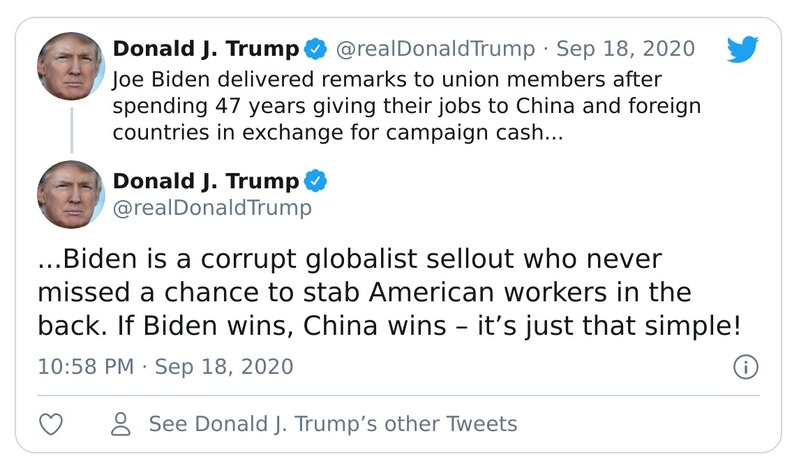 Donald J. Trump @realDonaldTrump · Sep 18, 2020
Joe Biden delivered remarks to union members after
spending 47 years giving their jobs to China and foreign
countries in exchange for campaign cash...
Donald J. Trump
@realDonaldTrump
...Biden is a corrupt globalist sellout who never
missed a chance to stab American workers in the
back. If Biden wins, China wins – it’s just that simple!
10:58 PM · Sep 18, 2020
See Donald J. Trump’s other Tweets